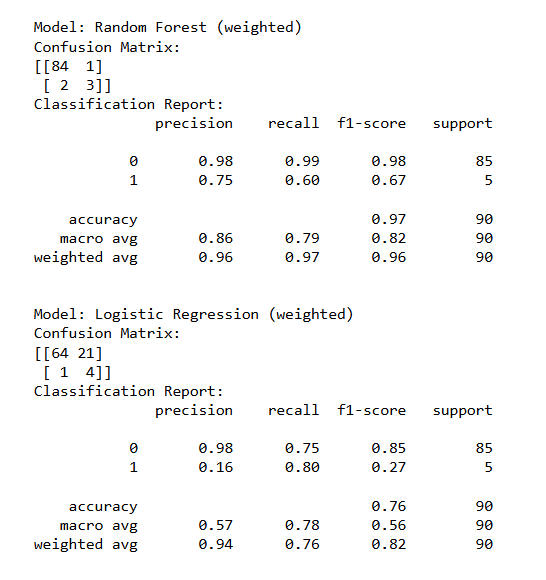 Model: Random Forest (weighted)
Confusion Matrix:
[[84  1]
 [ 2  3]]
Classification Report:
              precision    recall  f1-score   support

           0       0.98      0.99      0.98        85
           1       0.75      0.60      0.67         5

    accuracy                           0.97        90
   macro avg       0.86      0.79      0.82        90
weighted avg       0.96      0.97      0.96        90

Model: Logistic Regression (weighted)
Confusion Matrix:
[[64 21]
 [ 1  4]]
Classification Report:
              precision    recall  f1-score   support

           0       0.98      0.75      0.85        85
           1       0.16      0.80      0.27         5

    accuracy                           0.76        90
   macro avg       0.57      0.78      0.56        90
weighted avg       0.94      0.76      0.82        90